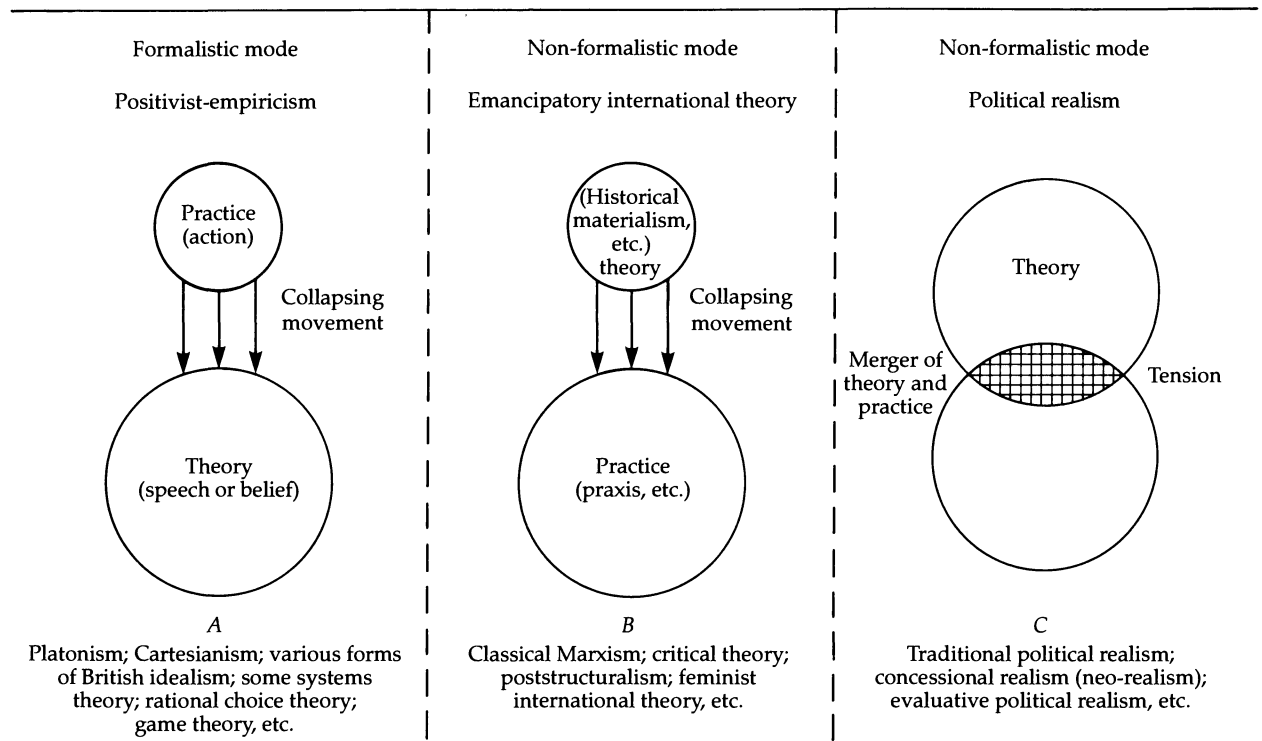 Formalistic mode
Positivist-empiricism
Practice
(action)
Collapsing
movement
Theory
(speech or belief)
A
Platonism; Cartesianism; various forms
of British idealism; some systems
theory; rational choice theory;
game theory, etc.
Non-formalistic mode
Emancipatory international theory
(Historical
materialism,
etc.)
theory
Collapsing
movement
Practice
(praxis, etc.)
B
Classical Marxism; critical theory;
poststructuralism; feminist
international theory, etc.
Non-formalistic mode
Political realism
Theory
Merger of
theory and
practice
Tension
C
Traditional political realism;
concessional realism (neo-realism);
evaluative political realism, etc.